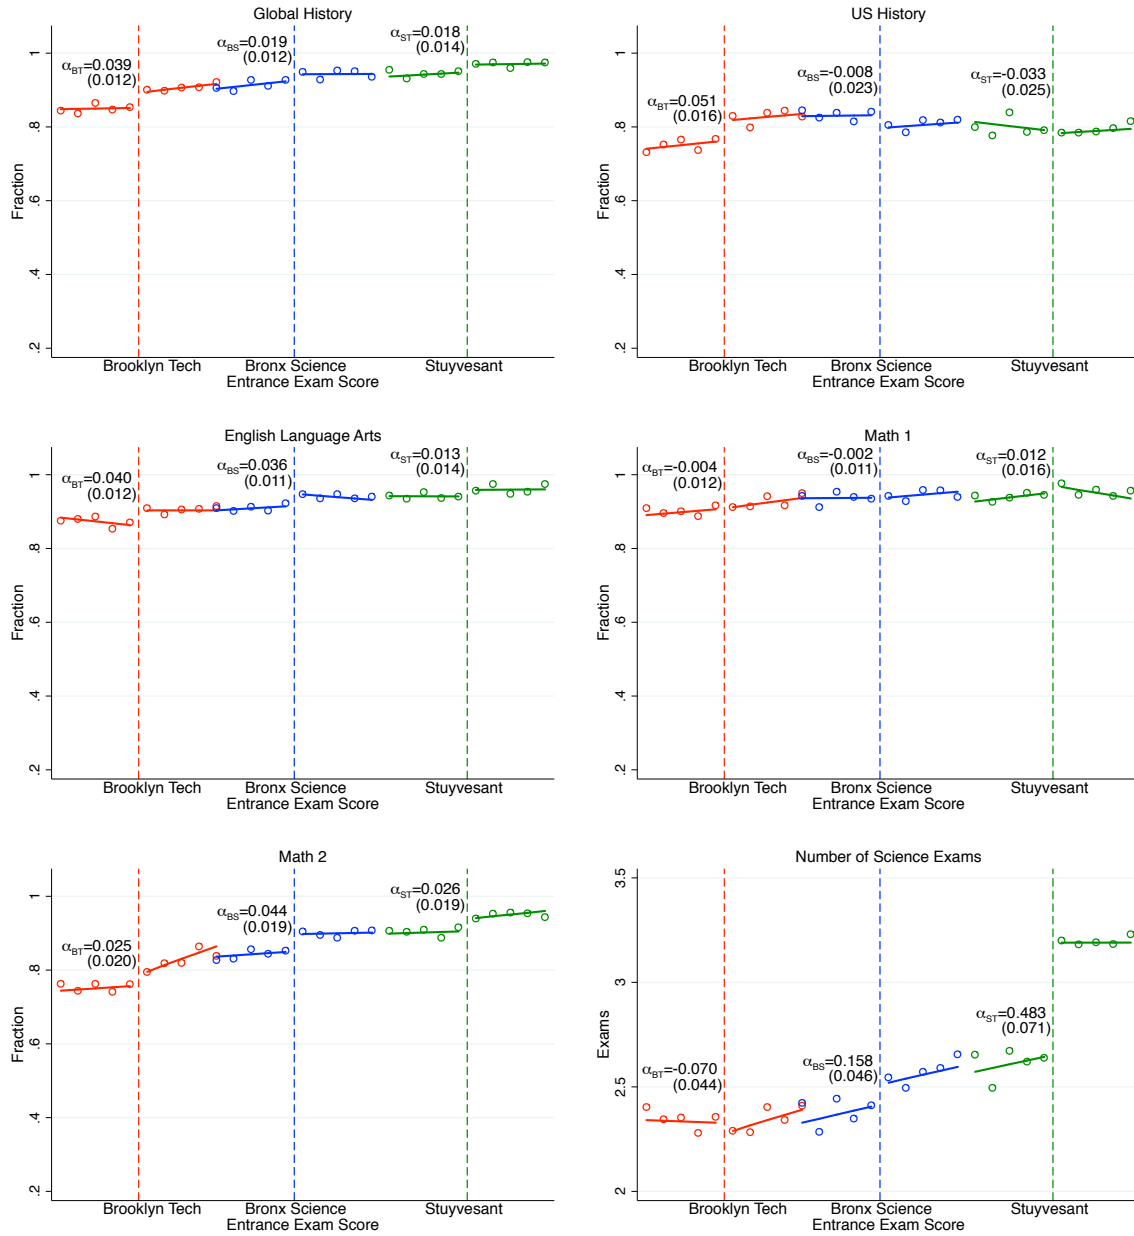 Global History
α_BT=0.039
(0.012)
α_BS=0.019
(0.012)
α_ST=0.018
(0.014)
Fraction
1
.8
.6
.4
.2
Brooklyn Tech
Bronx Science
Stuyvesant
Entrance Exam Score
US History
α_BT=0.051
(0.016)
α_BS=-0.008
(0.023)
α_ST=-0.033
(0.025)
Fraction
1
.8
.6
.4
.2
Brooklyn Tech
Bronx Science
Stuyvesant
Entrance Exam Score
English Language Arts
α_BT=0.040
(0.012)
α_BS=0.036
(0.011)
α_ST=0.013
(0.014)
Fraction
1
.8
.6
.4
.2
Brooklyn Tech
Bronx Science
Stuyvesant
Entrance Exam Score
Math 1
α_BT=-0.004
(0.012)
α_BS=-0.002
(0.011)
α_ST=0.012
(0.016)
Fraction
1
.8
.6
.4
.2
Brooklyn Tech
Bronx Science
Stuyvesant
Entrance Exam Score
Math 2
α_BT=0.025
(0.020)
α_BS=0.044
(0.019)
α_ST=0.026
(0.019)
Fraction
1
.8
.6
.4
.2
Brooklyn Tech
Bronx Science
Stuyvesant
Entrance Exam Score
Number of Science Exams
α_BT=-0.070
(0.044)
α_BS=0.158
(0.046)
α_ST=0.483
(0.071)
Exams
3.5
3
2.5
2
Brooklyn Tech
Bronx Science
Stuyvesant
Entrance Exam Score